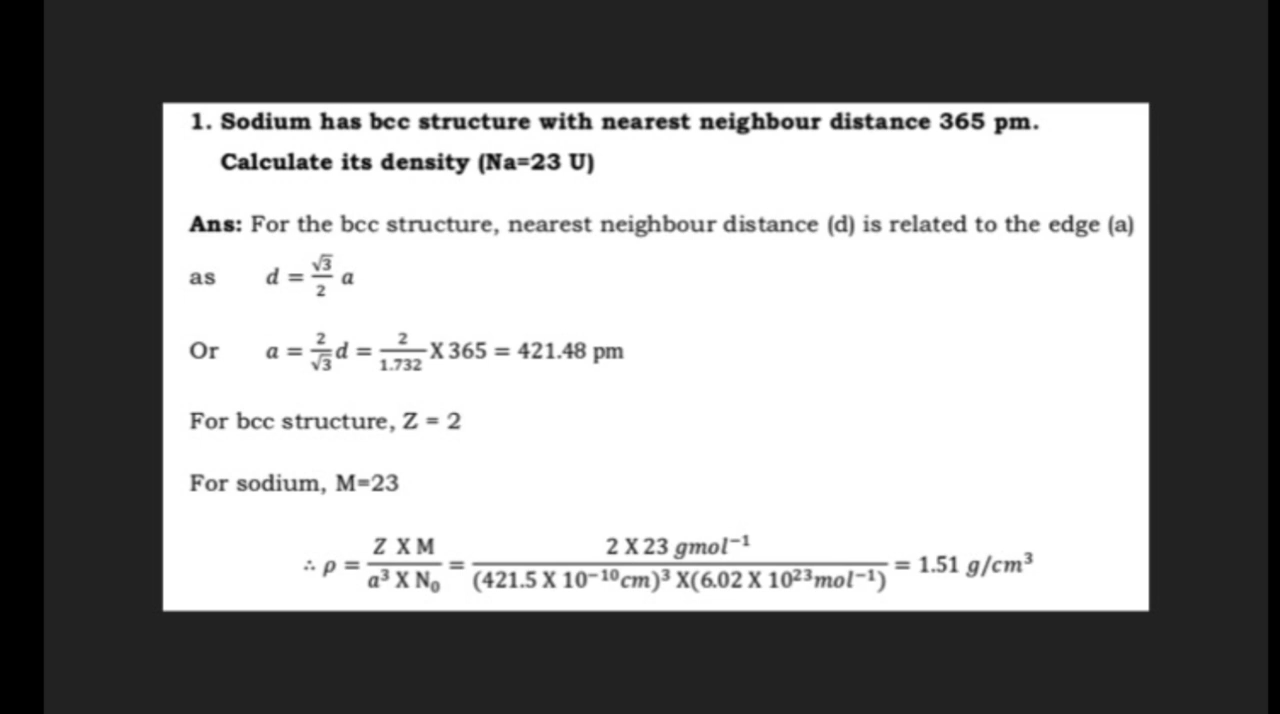 1. Sodium has bcc structure with nearest neighbour distance 365 pm.
Calculate its density (Na=23 U)
Ans: For the bcc structure, nearest neighbour distance (d) is related to the edge (a)
as d = √3/2 a
Or a = 2/√3 d = 2/1.732 X 365 = 421.48 pm
For bcc structure, Z = 2
For sodium, M=23
∴ ρ = Z X M / a³ X N₀ = 2 X 23 gmol⁻¹ / (421.5 X 10⁻¹⁰cm)³ X(6.02 X 10²³mol⁻¹) = 1.51 g/cm³